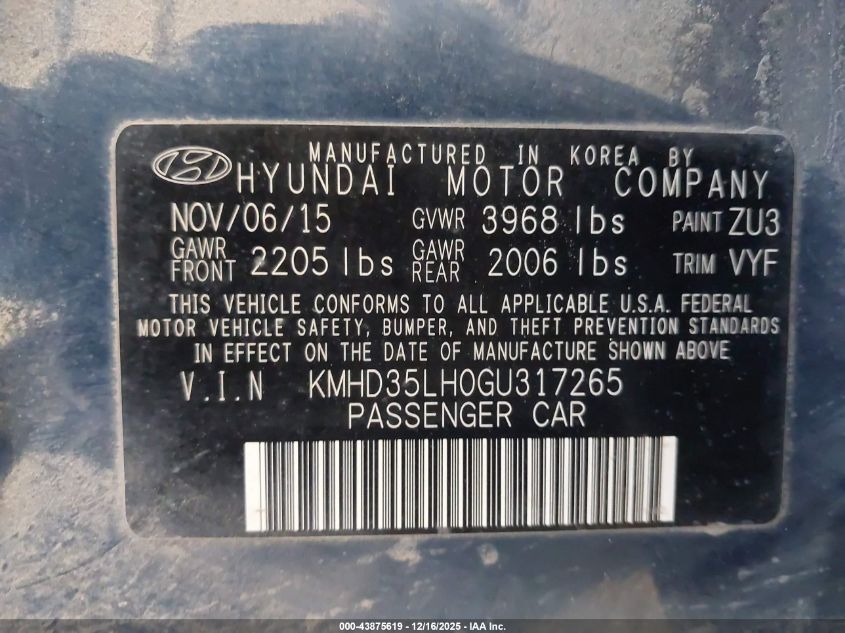 MANUFACTURED IN KOREA BY
HYUNDAI MOTOR COMPANY
NOV/06/15 GVWR 3968 lbs PAINT ZU3
GAWR FRONT 2205 lbs GAWR REAR 2006 lbs TRIM VYF
THIS VEHICLE CONFORMS TO ALL APPLICABLE U.S.A. FEDERAL
MOTOR VEHICLE SAFETY, BUMPER, AND THEFT PREVENTION STANDARDS
IN EFFECT ON THE DATE OF MANUFACTURE SHOWN ABOVE
V.I.N KMHD35LH0GU317265
PASSENGER CAR
000-43875619 - 12/16/2025 - IAA Inc.